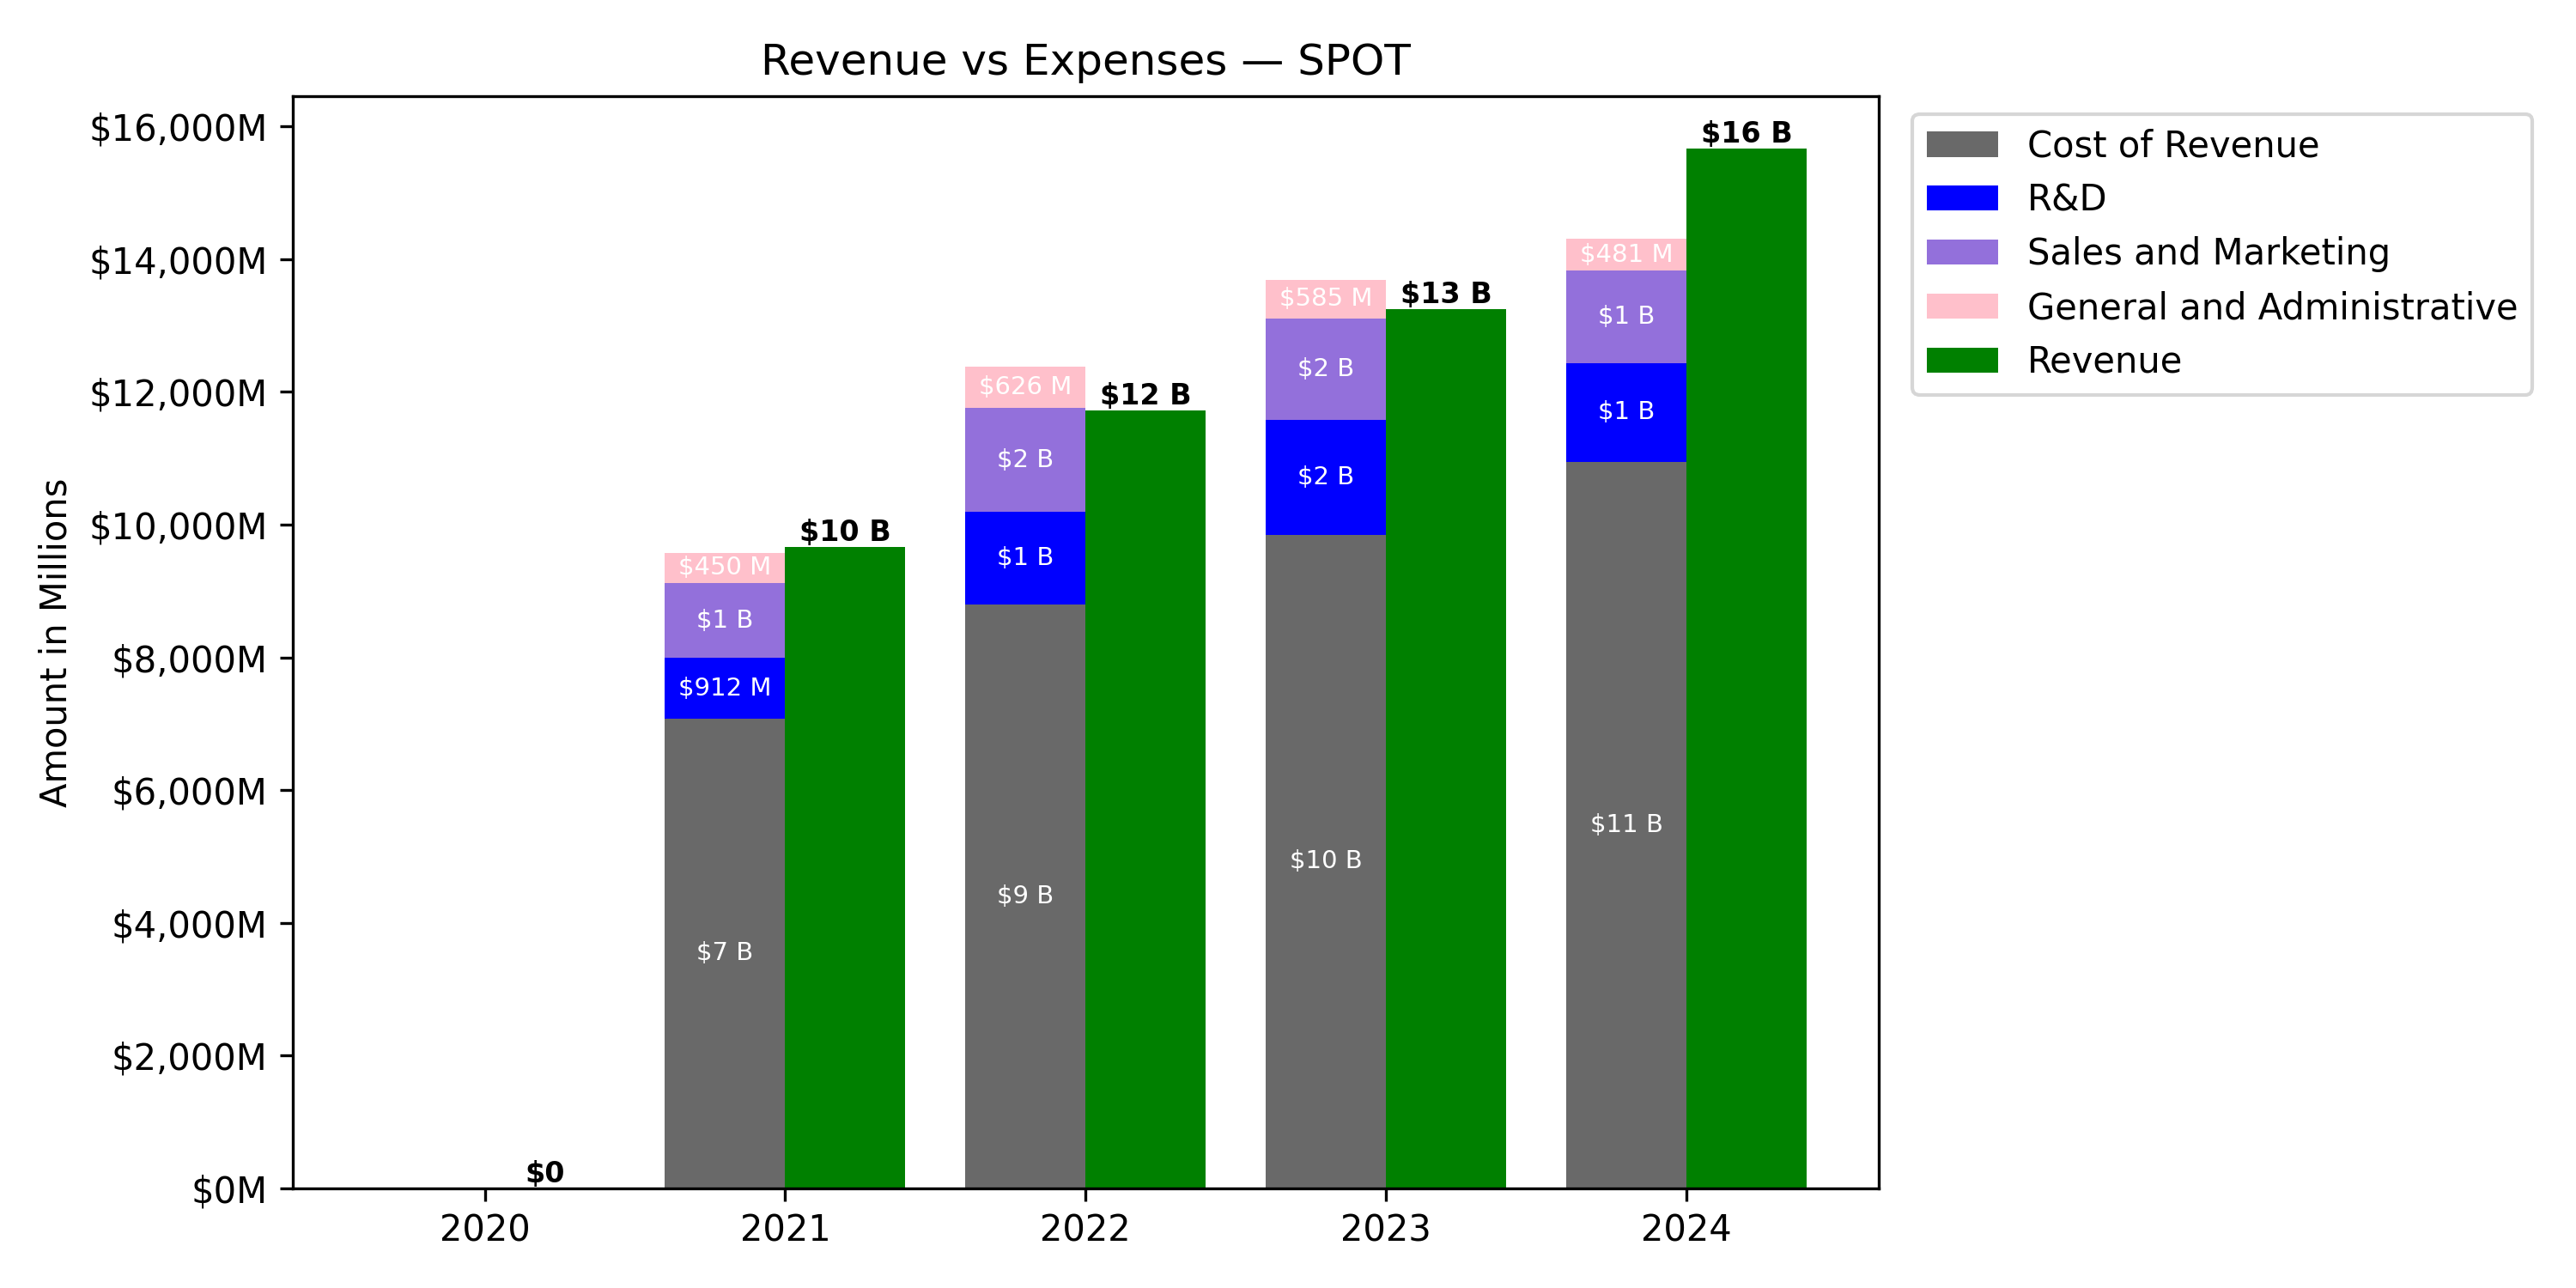 Revenue vs Expenses — SPOT
Amount in Millions
$16,000M
$14,000M
$12,000M
$10,000M
$8,000M
$6,000M
$4,000M
$2,000M
$0M
$0
$450 M
$1 B
$912 M
$7 B
$10 B
$626 M
$2 B
$1 B
$9 B
$12 B
$585 M
$2 B
$2 B
$10 B
$13 B
$481 M
$1 B
$1 B
$11 B
$16 B
2020 2021 2022 2023 2024
Cost of Revenue
R&D
Sales and Marketing
General and Administrative
Revenue